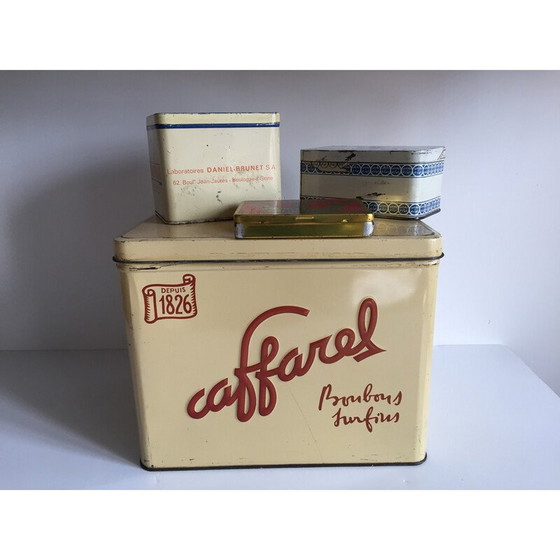 Laboratoires DANIEL-BRUNET S.A.
DEPUIS
1826
caffarel
Bonbons
surfins